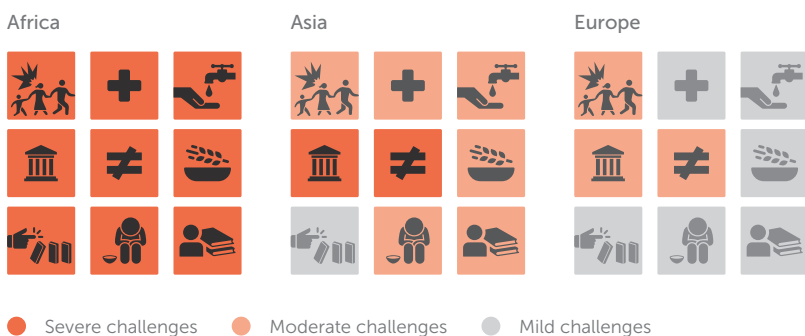 Africa
Asia
Europe
Severe challenges
Moderate challenges
Mild challenges